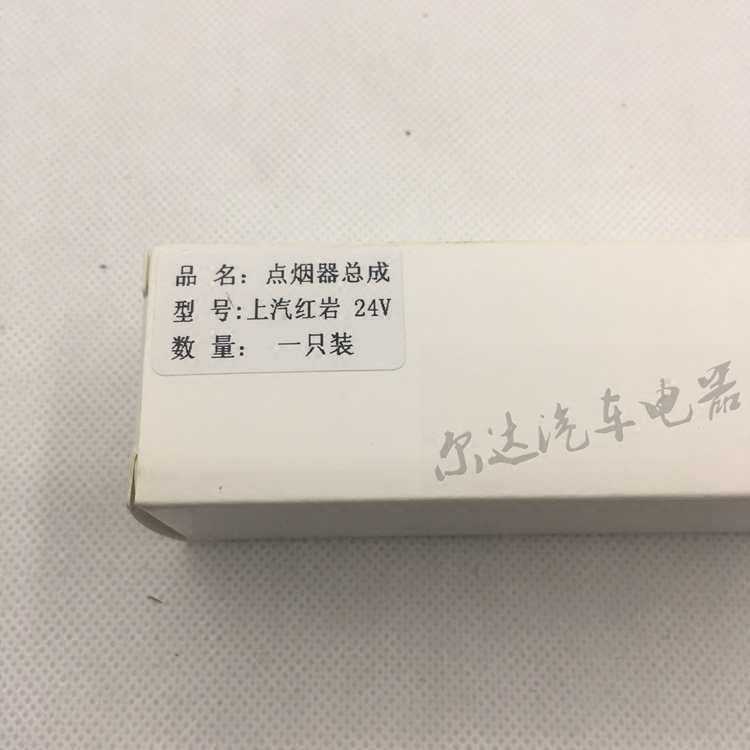 品 名：点烟器总成
型 号:上汽红岩 24V
数 量： 一只装
尔达汽车电器